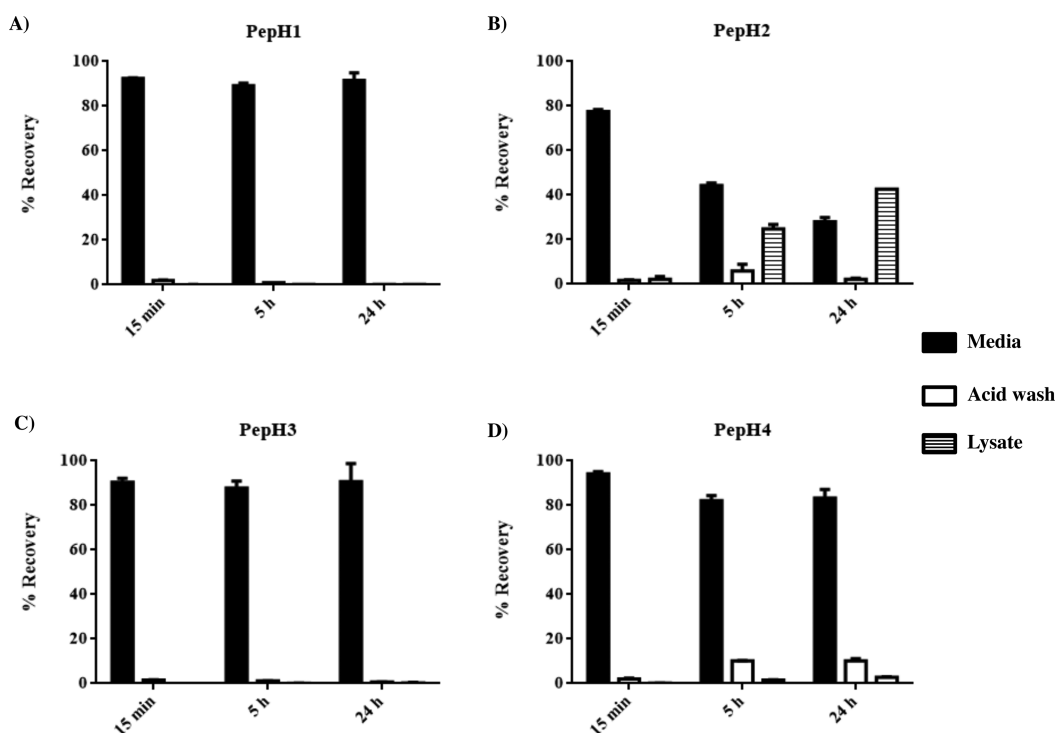 A)
PepH1
% Recovery
100
80
60
40
20
0
15 min
5 h
24 h
B)
PepH2
% Recovery
100
80
60
40
20
0
15 min
5 h
24 h
Media
Acid wash
Lysate
C)
PepH3
% Recovery
100
80
60
40
20
0
15 min
5 h
24 h
D)
PepH4
% Recovery
100
80
60
40
20
0
15 min
5 h
24 h